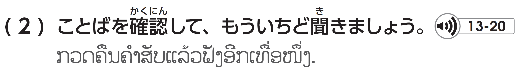 (2) ことばを確認して、もういちど聞きましょう。 13-20
ກວດຄືນຄຳສັບແລ້ວຟັງອີກເທື່ອໜຶ່ງ.